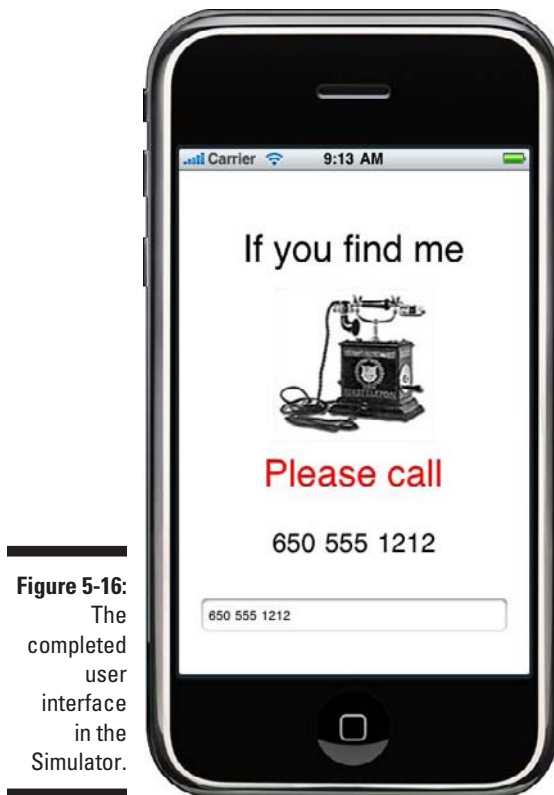 Carrier 9:13 AM
If you find me
Please call
650 555 1212
650 555 1212
Figure 5-16:
The
completed
user
interface
in the
Simulator.